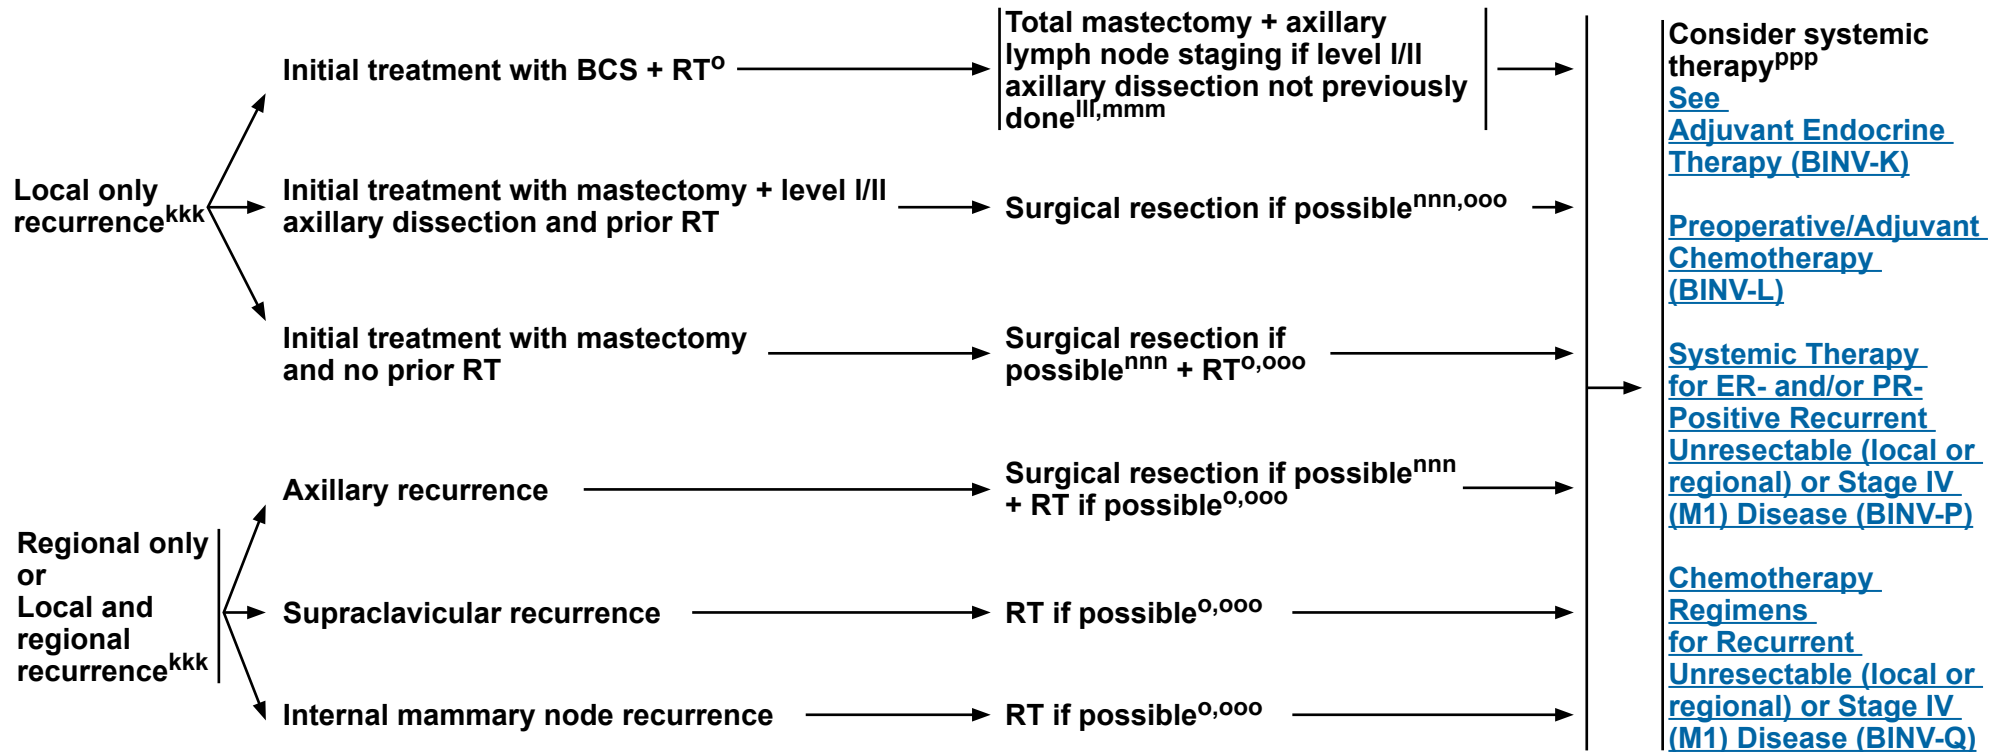 Local only
recurrencekkk
Initial treatment with BCS + RTo
Total mastectomy + axillary
lymph node staging if level I/II
axillary dissection not previously
donelll,mmm
Initial treatment with mastectomy + level I/II
axillary dissection and prior RT
Surgical resection if possiblennn,ooo
Initial treatment with mastectomy
and no prior RT
Surgical resection if
possiblennn + RTo,ooo
Regional only
or
Local and
regional
recurrencekkk
Axillary recurrence
Surgical resection if possiblennn
+ RT if possibleo,ooo
Supraclavicular recurrence
RT if possibleo,ooo
Internal mammary node recurrence
RT if possibleo,ooo
Consider systemic
therapyppp
See
Adjuvant Endocrine
Therapy (BINV-K)
Preoperative/Adjuvant
Chemotherapy
(BINV-L)
Systemic Therapy
for ER- and/or PR-
Positive Recurrent
Unresectable (local or
regional) or Stage IV
(M1) Disease (BINV-P)
Chemotherapy
Regimens
for Recurrent
Unresectable (local or
regional) or Stage IV
(M1) Disease (BINV-Q)